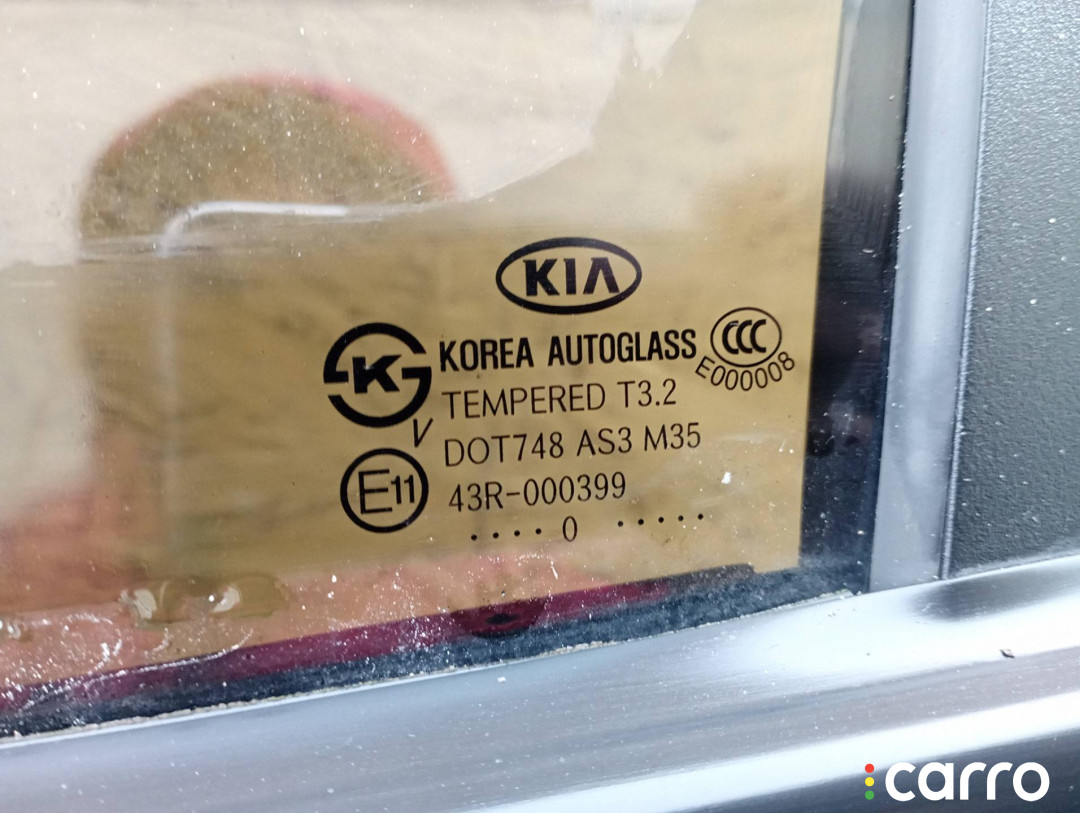 KIA
K
KOREA AUTOGLASS
CCC
E000008
TEMPERED T3.2
V
DOT748 AS3 M35
E11
43R-000399
. . . . 0 . . . . .
carro